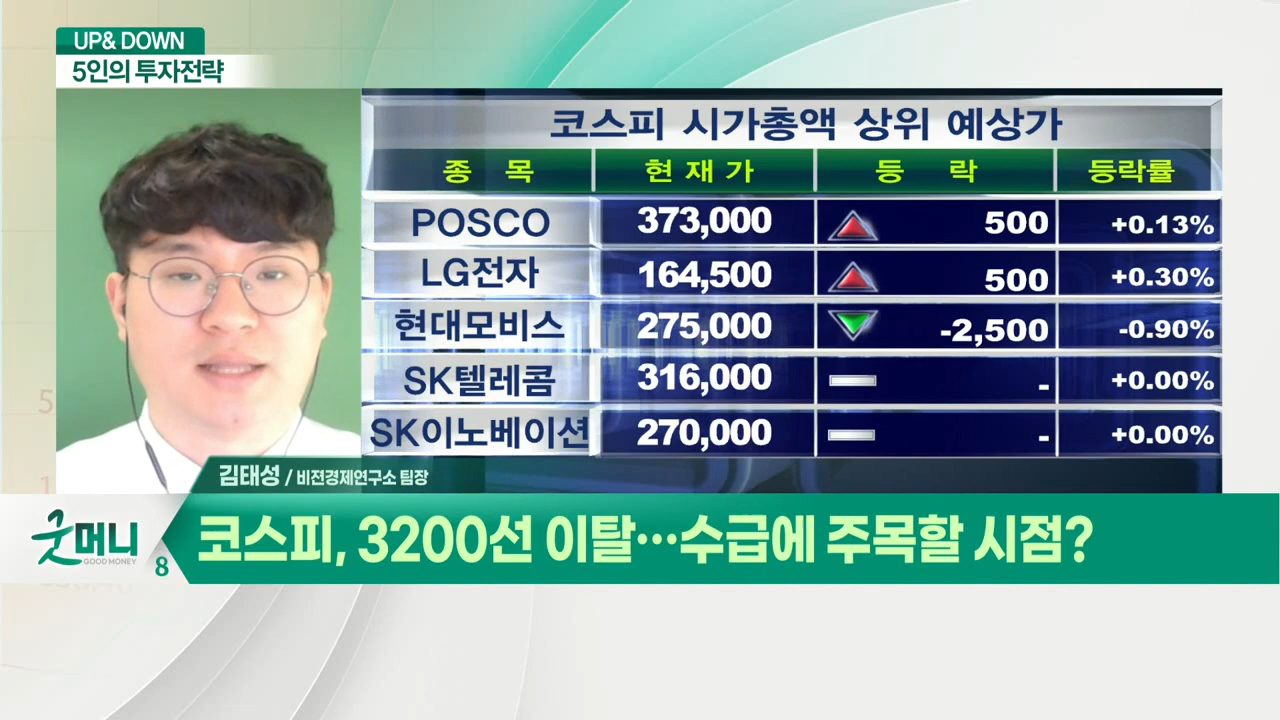 UP& DOWN
5인의 투자전략
코스피 시가총액 상위 예상가
종 목 현 재 가 등 락 등락률
POSCO 373,000 500 +0.13%
LG전자 164,500 500 +0.30%
현대모비스 275,000 -2,500 -0.90%
SK텔레콤 316,000 - +0.00%
SK이노베이션 270,000 - +0.00%
김태성 / 비전경제연구소 팀장
굿머니
GOOD MONEY
8
코스피, 3200선 이탈…수급에 주목할 시점?